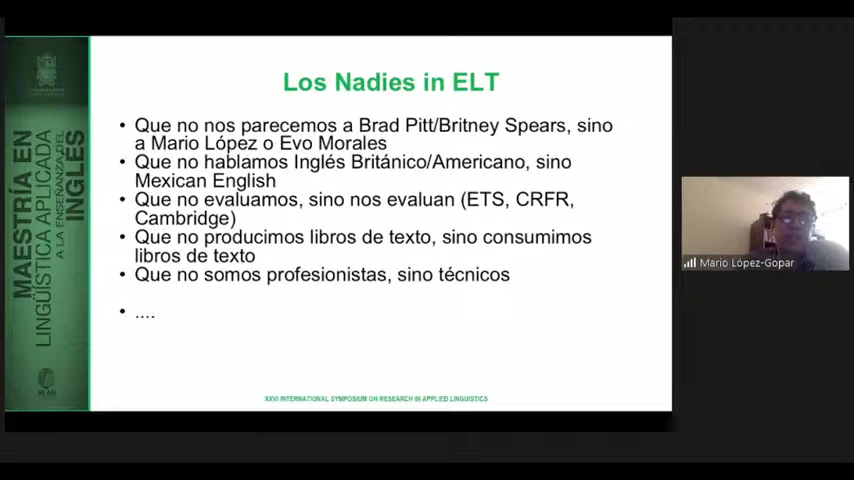 Los Nadies in ELT
• Que no nos parecemos a Brad Pitt/Britney Spears, sino
a Mario López o Evo Morales
• Que no hablamos Inglés Británico/Americano, sino
Mexican English
• Que no evaluamos, sino nos evaluan (ETS, CRFR,
Cambridge)
• Que no producimos libros de texto, sino consumimos
libros de texto
• Que no somos profesionistas, sino técnicos
• ....
XXVI INTERNATIONAL SYMPOSIUM ON RESEARCH IN APPLIED LINGUISTICS
MAESTRÍA EN
LINGÜÍSTICA APLICADA
A LA ENSEÑANZA DEL
INGLÉS
Mario López-Gopar